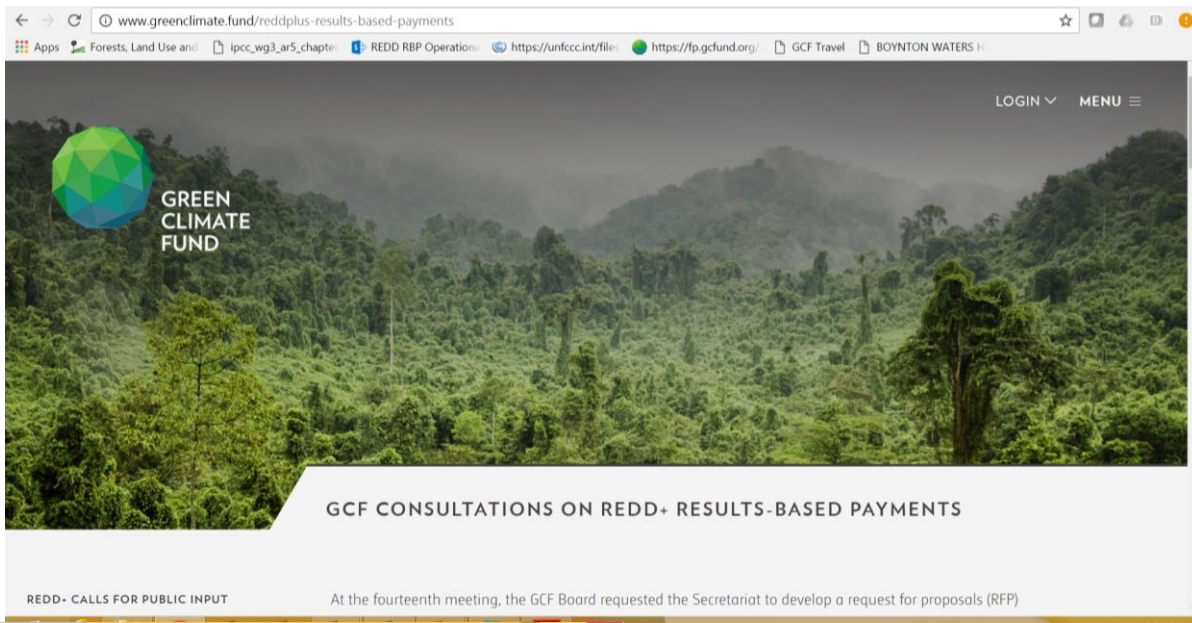 www.greenclimate.fund/reddplus-results-based-payments
Apps Forests, Land Use and ipcc_wg3_ar5_chapte REDD RBP Operation https://unfccc.int/files https://fp.gcfund.org/ GCF Travel BOYNTON WATERS H
LOGIN MENU
GREEN
CLIMATE
FUND
GCF CONSULTATIONS ON REDD+ RESULTS-BASED PAYMENTS
REDD+ CALLS FOR PUBLIC INPUT
At the fourteenth meeting, the GCF Board requested the Secretariat to develop a request for proposals (RFP)